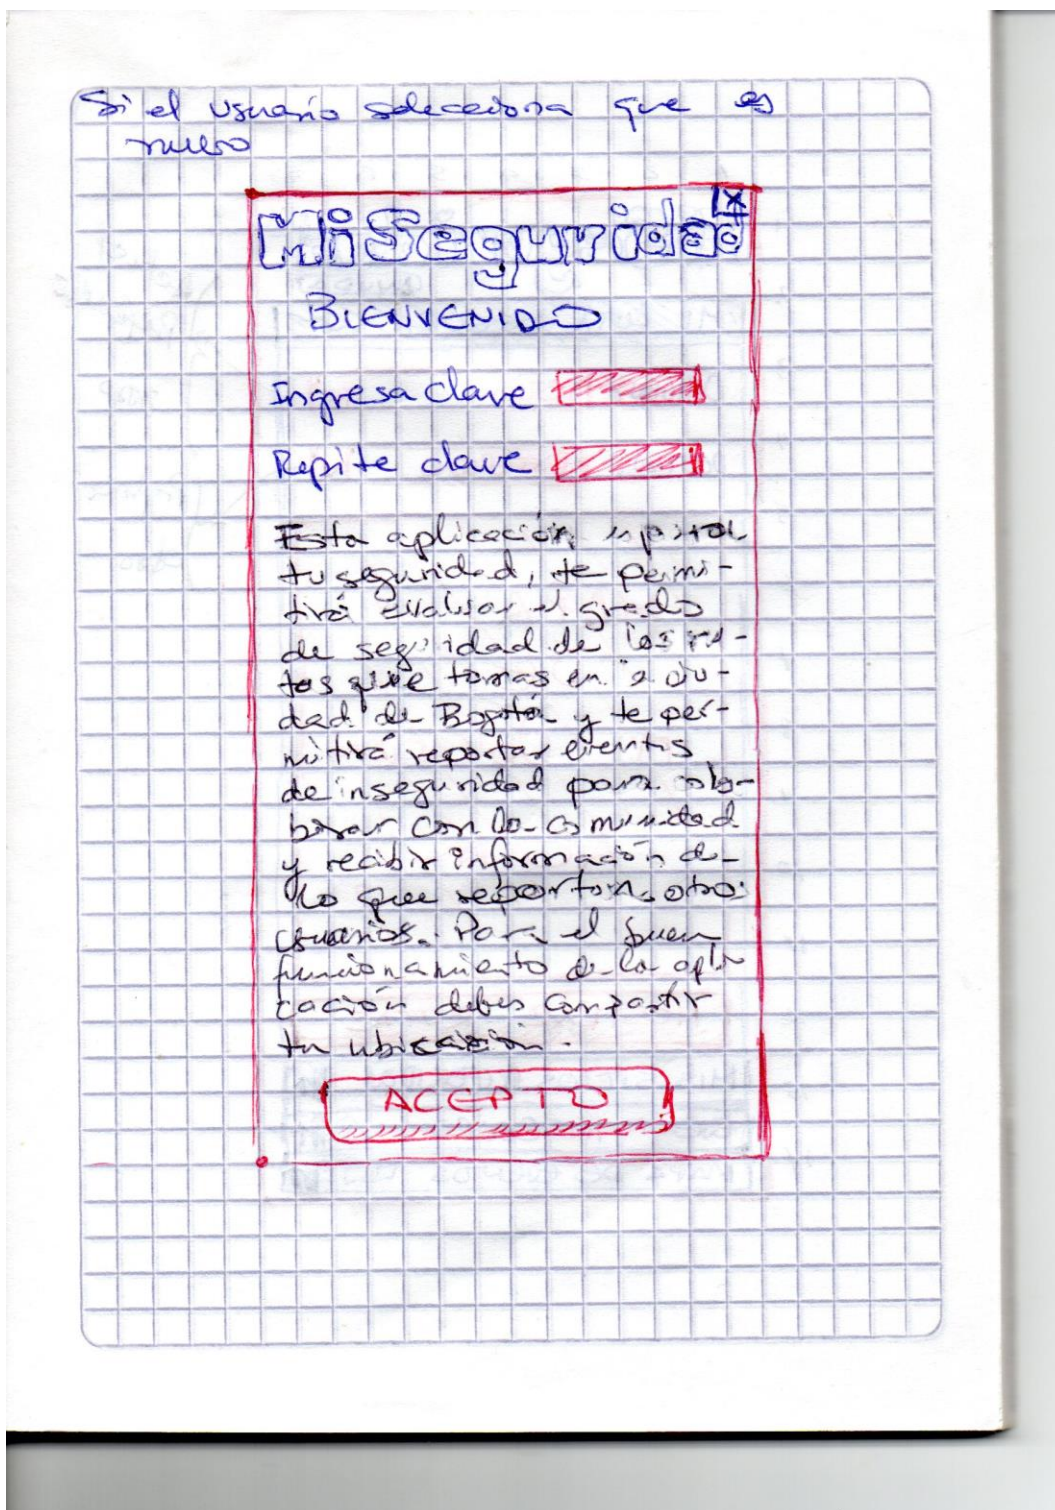 Si el usuario selecciona que es
nuevo
X
MiSeguridad
BIENVENIDO
Ingresa clave
Repite clave
Esta aplicación es para
tu seguridad, te permi-
tirá evaluar el grado
de seguridad de las ru-
tas que tomas en la ciu-
dad de Bogotá y te per-
mitirá reportar eventos
de inseguridad para cola-
borar con la comunidad
y recibir información de
lo que reportan otros
usuarios. Para el buen
funcionamiento de la apli
cación debes compartir
tu ubicación.
ACEPTO